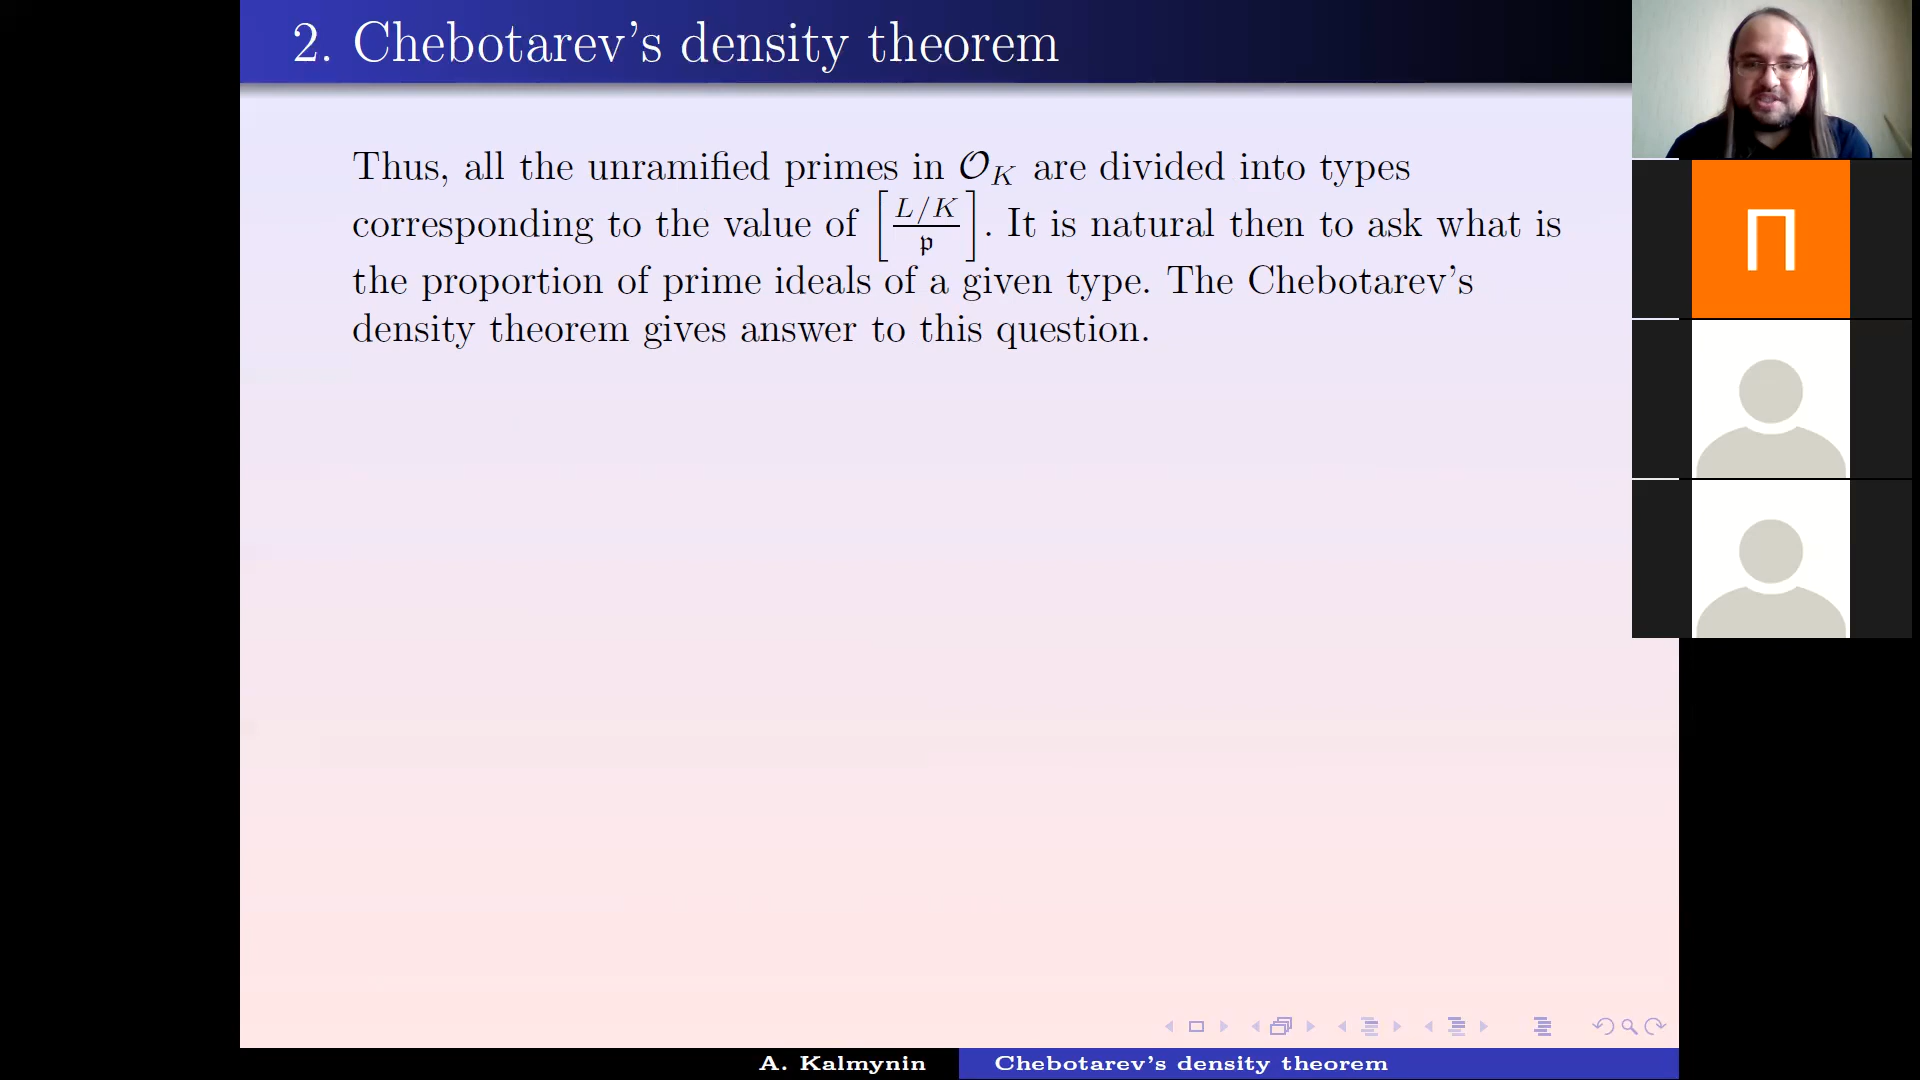 2. Chebotarev's density theorem
Thus, all the unramified primes in 𝒪_K are divided into types
corresponding to the value of [L/K / 𝔭]. It is natural then to ask what is
the proportion of prime ideals of a given type. The Chebotarev's
density theorem gives answer to this question.
П
A. Kalmynin
Chebotarev's density theorem